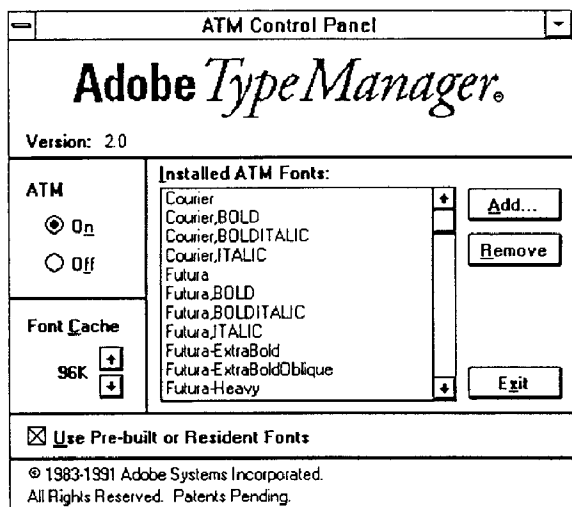 ATM Control Panel
Adobe Type Manager®
Version: 2.0
ATM
On
Off
Font Cache
96K
Installed ATM Fonts:
Courier
Courier,BOLD
Courier,BOLDITALIC
Courier,ITALIC
Futura
Futura,BOLD
Futura,BOLDITALIC
Futura,ITALIC
Futura-ExtraBold
Futura-ExtraBoldOblique
Futura-Heavy
Add...
Remove
Exit
Use Pre-built or Resident Fonts
© 1983-1991 Adobe Systems Incorporated.
All Rights Reserved. Patents Pending.